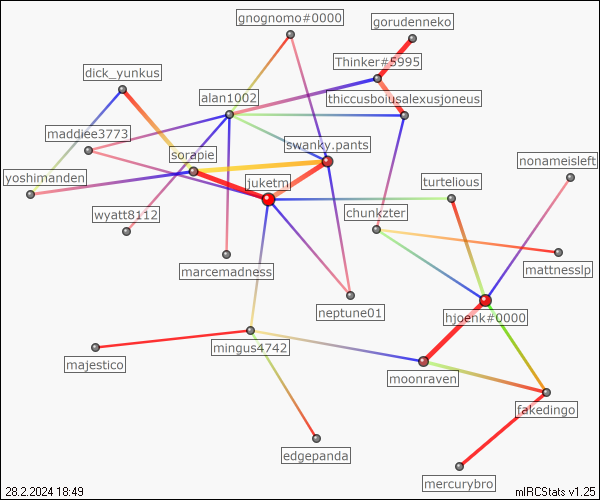 gnognomo#0000
gorudenneko
Thinker#5995
dick_yunkus
alan1002
thiccusboiusalexusjoneus
maddiee3773
swanky.pants
sorapie
nonameisleft
yoshimanden
juketm
turtelious
wyatt8112
chunkzter
marcemadness
mattnesslp
neptune01
hjoenk#0000
mingus4742
majestico
moonraven
fakedingo
edgepanda
mercurybro
28.2.2024 18:49
mIRCStats v1.25